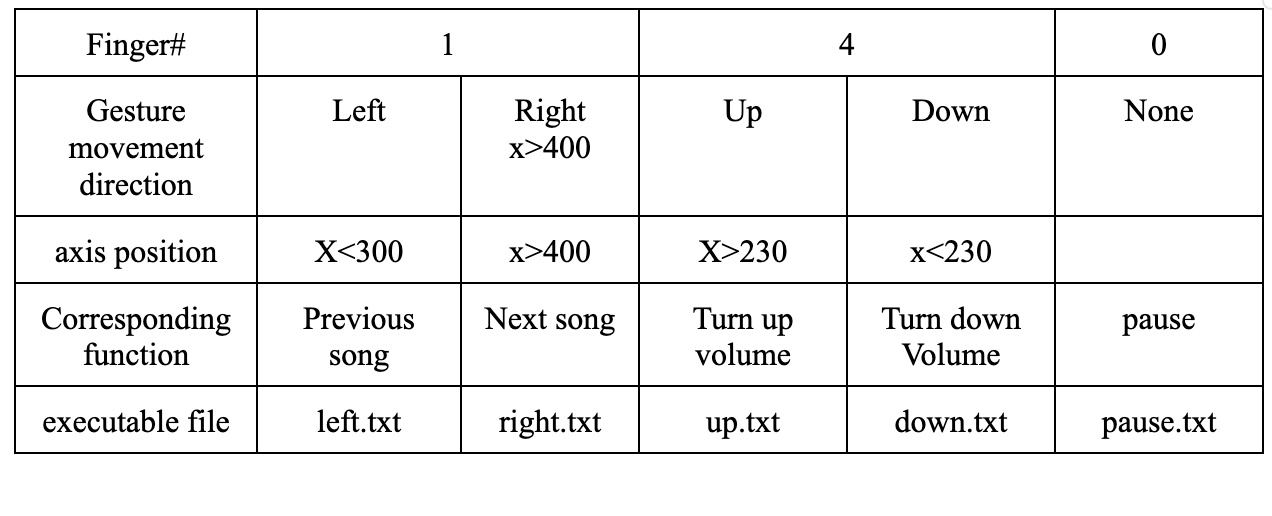 Finger# 1 4 0
Gesture movement direction Left Right x>400 Up Down None
axis position X<300 x>400 X>230 x<230
Corresponding function Previous song Next song Turn up volume Turn down Volume pause
executable file left.txt right.txt up.txt down.txt pause.txt